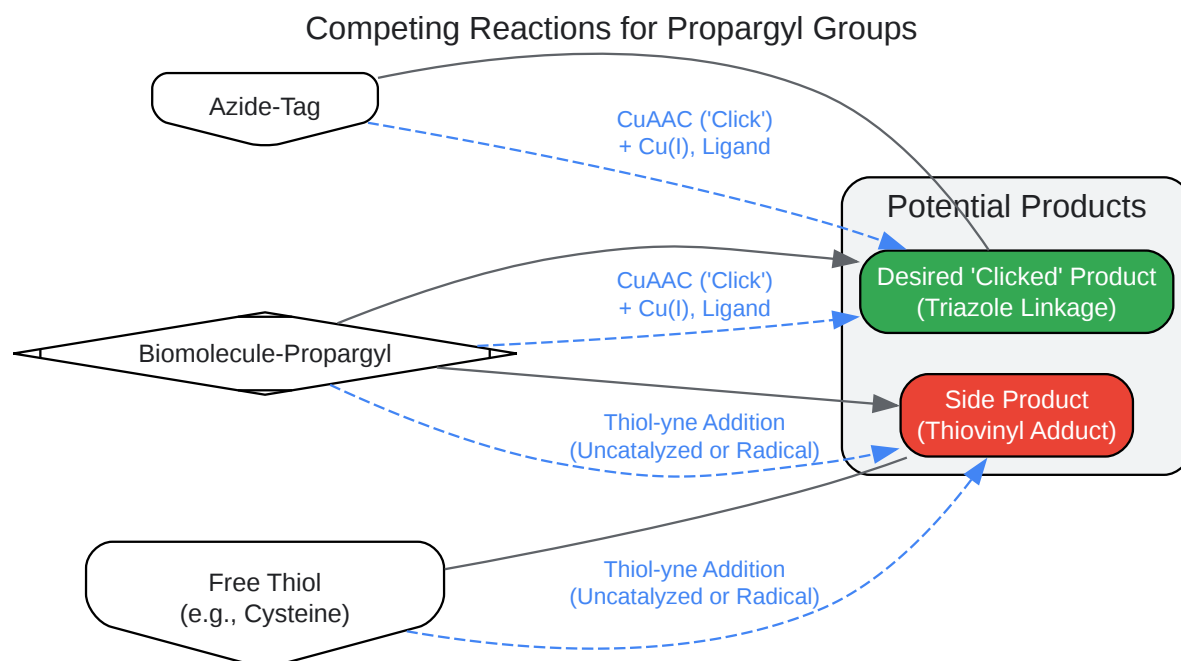 Competing Reactions for Propargyl Groups
Azide-Tag
CuAAC ('Click')
+ Cu(I), Ligand
Potential Products
Desired 'Clicked' Product
(Triazole Linkage)
CuAAC ('Click')
+ Cu(I), Ligand
Biomolecule-Propargyl
Side Product
(Thiovinyl Adduct)
Thiol-yne Addition
(Uncatalyzed or Radical)
Free Thiol
(e.g., Cysteine)
Thiol-yne Addition
(Uncatalyzed or Radical)